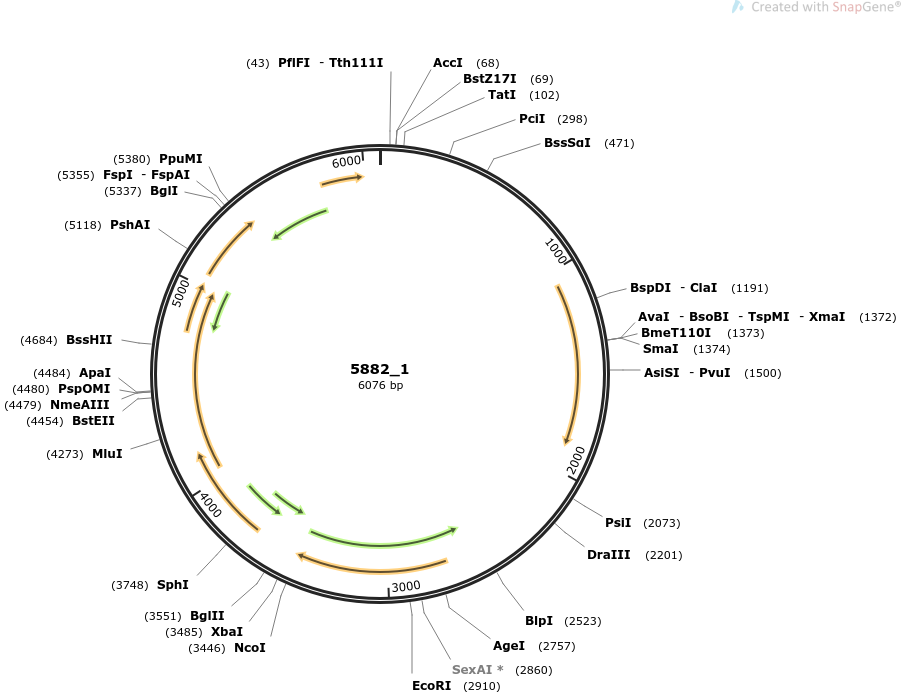 Created with SnapGene®
(43) PflFI - Tth111I
AccI (68)
BstZ17I (69)
TatI (102)
PciI (298)
BssSαI (471)
6000
(5380) PpuMI
(5355) FspI - FspAI
(5337) BglI
(5118) PshAI
1000
5000
BspDI - ClaI (1191)
AvaI - BsoBI - TspMI - XmaI (1372)
BmeT110I (1373)
SmaI (1374)
AsiSI - PvuI (1500)
(4684) BssHII
(4484) ApaI
(4480) PspOMI
(4479) NmeAIII
(4454) BstEII
(4273) MluI
5882_1
6076 bp
2000
4000
PsiI (2073)
DraIII (2201)
(3748) SphI
3000
(3551) BglII
(3485) XbaI
(3446) NcoI
BlpI (2523)
AgeI (2757)
SexAI * (2860)
EcoRI (2910)